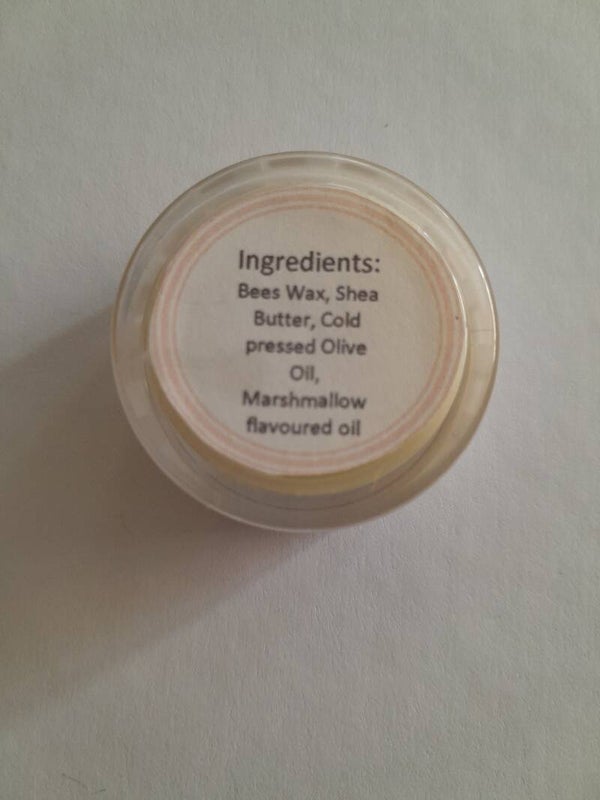 Ingredients:
Bees Wax, Shea
Butter, Cold
pressed Olive
Oil,
Marshmallow
flavoured oil